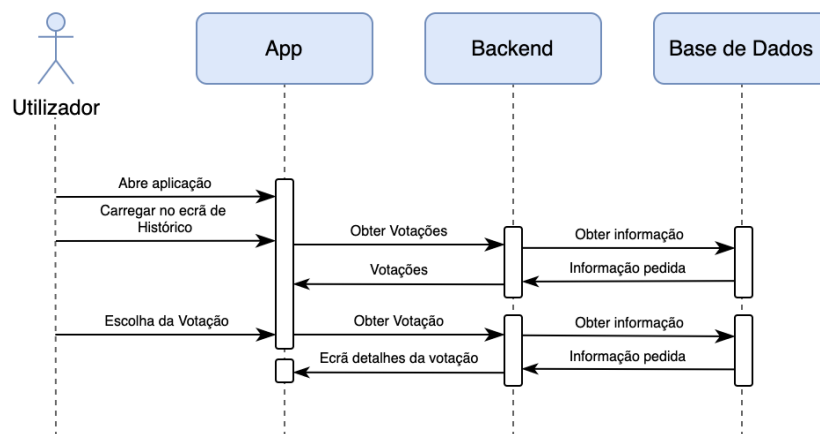 App
Backend
Base de Dados
Utilizador
Abre aplicação
Carregar no ecrã de
Histórico
Obter Votações
Obter informação
Votações
Informação pedida
Escolha da Votação
Obter Votação
Obter informação
Ecrã detalhes da votação
Informação pedida